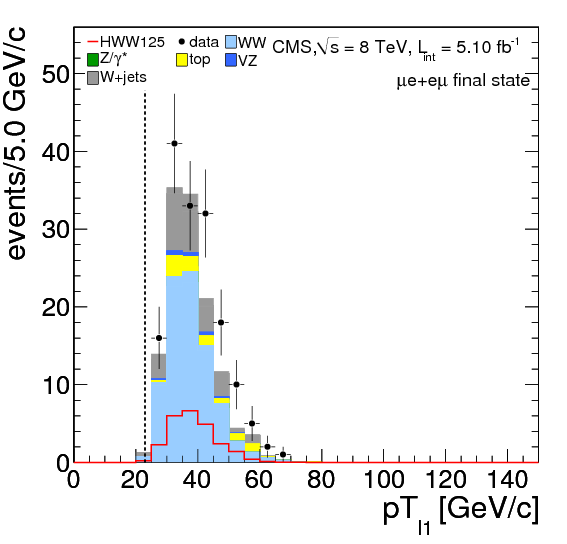 HWW125 data WW CMS,√s = 8 TeV, L_int = 5.10 fb⁻¹
Z/γ* top VZ
W+jets μe+eμ final state
events/5.0 GeV/c
50
40
30
20
10
0
0 20 40 60 80 100 120 140
pT_l1 [GeV/c]